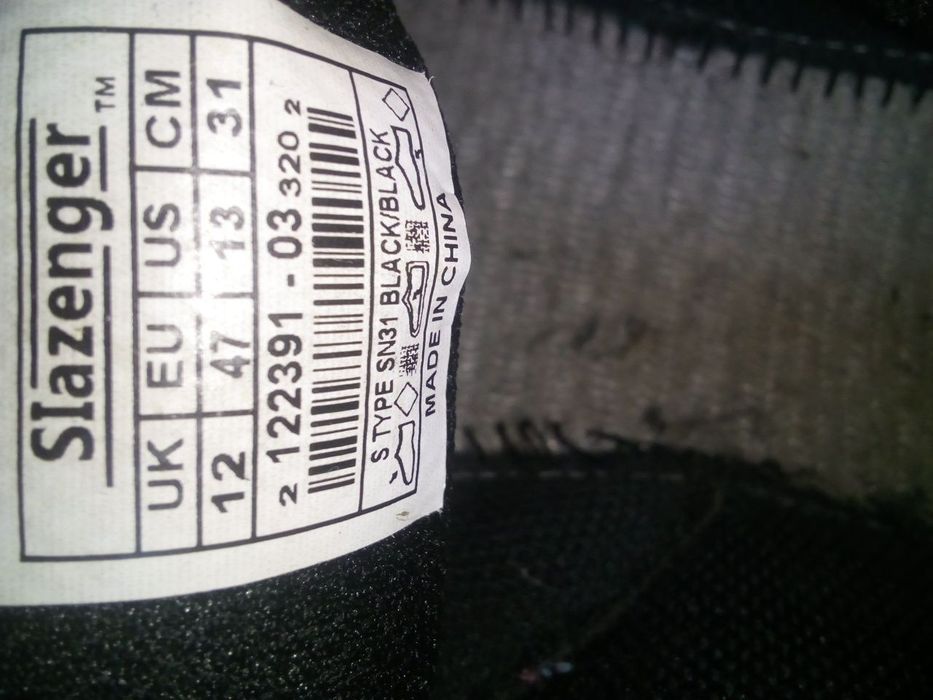 Slazenger™
UK EU US CM
12 47 13 31
2 122391 - 03 320 2
S TYPE SN31 BLACK/BLACK
MADE IN CHINA